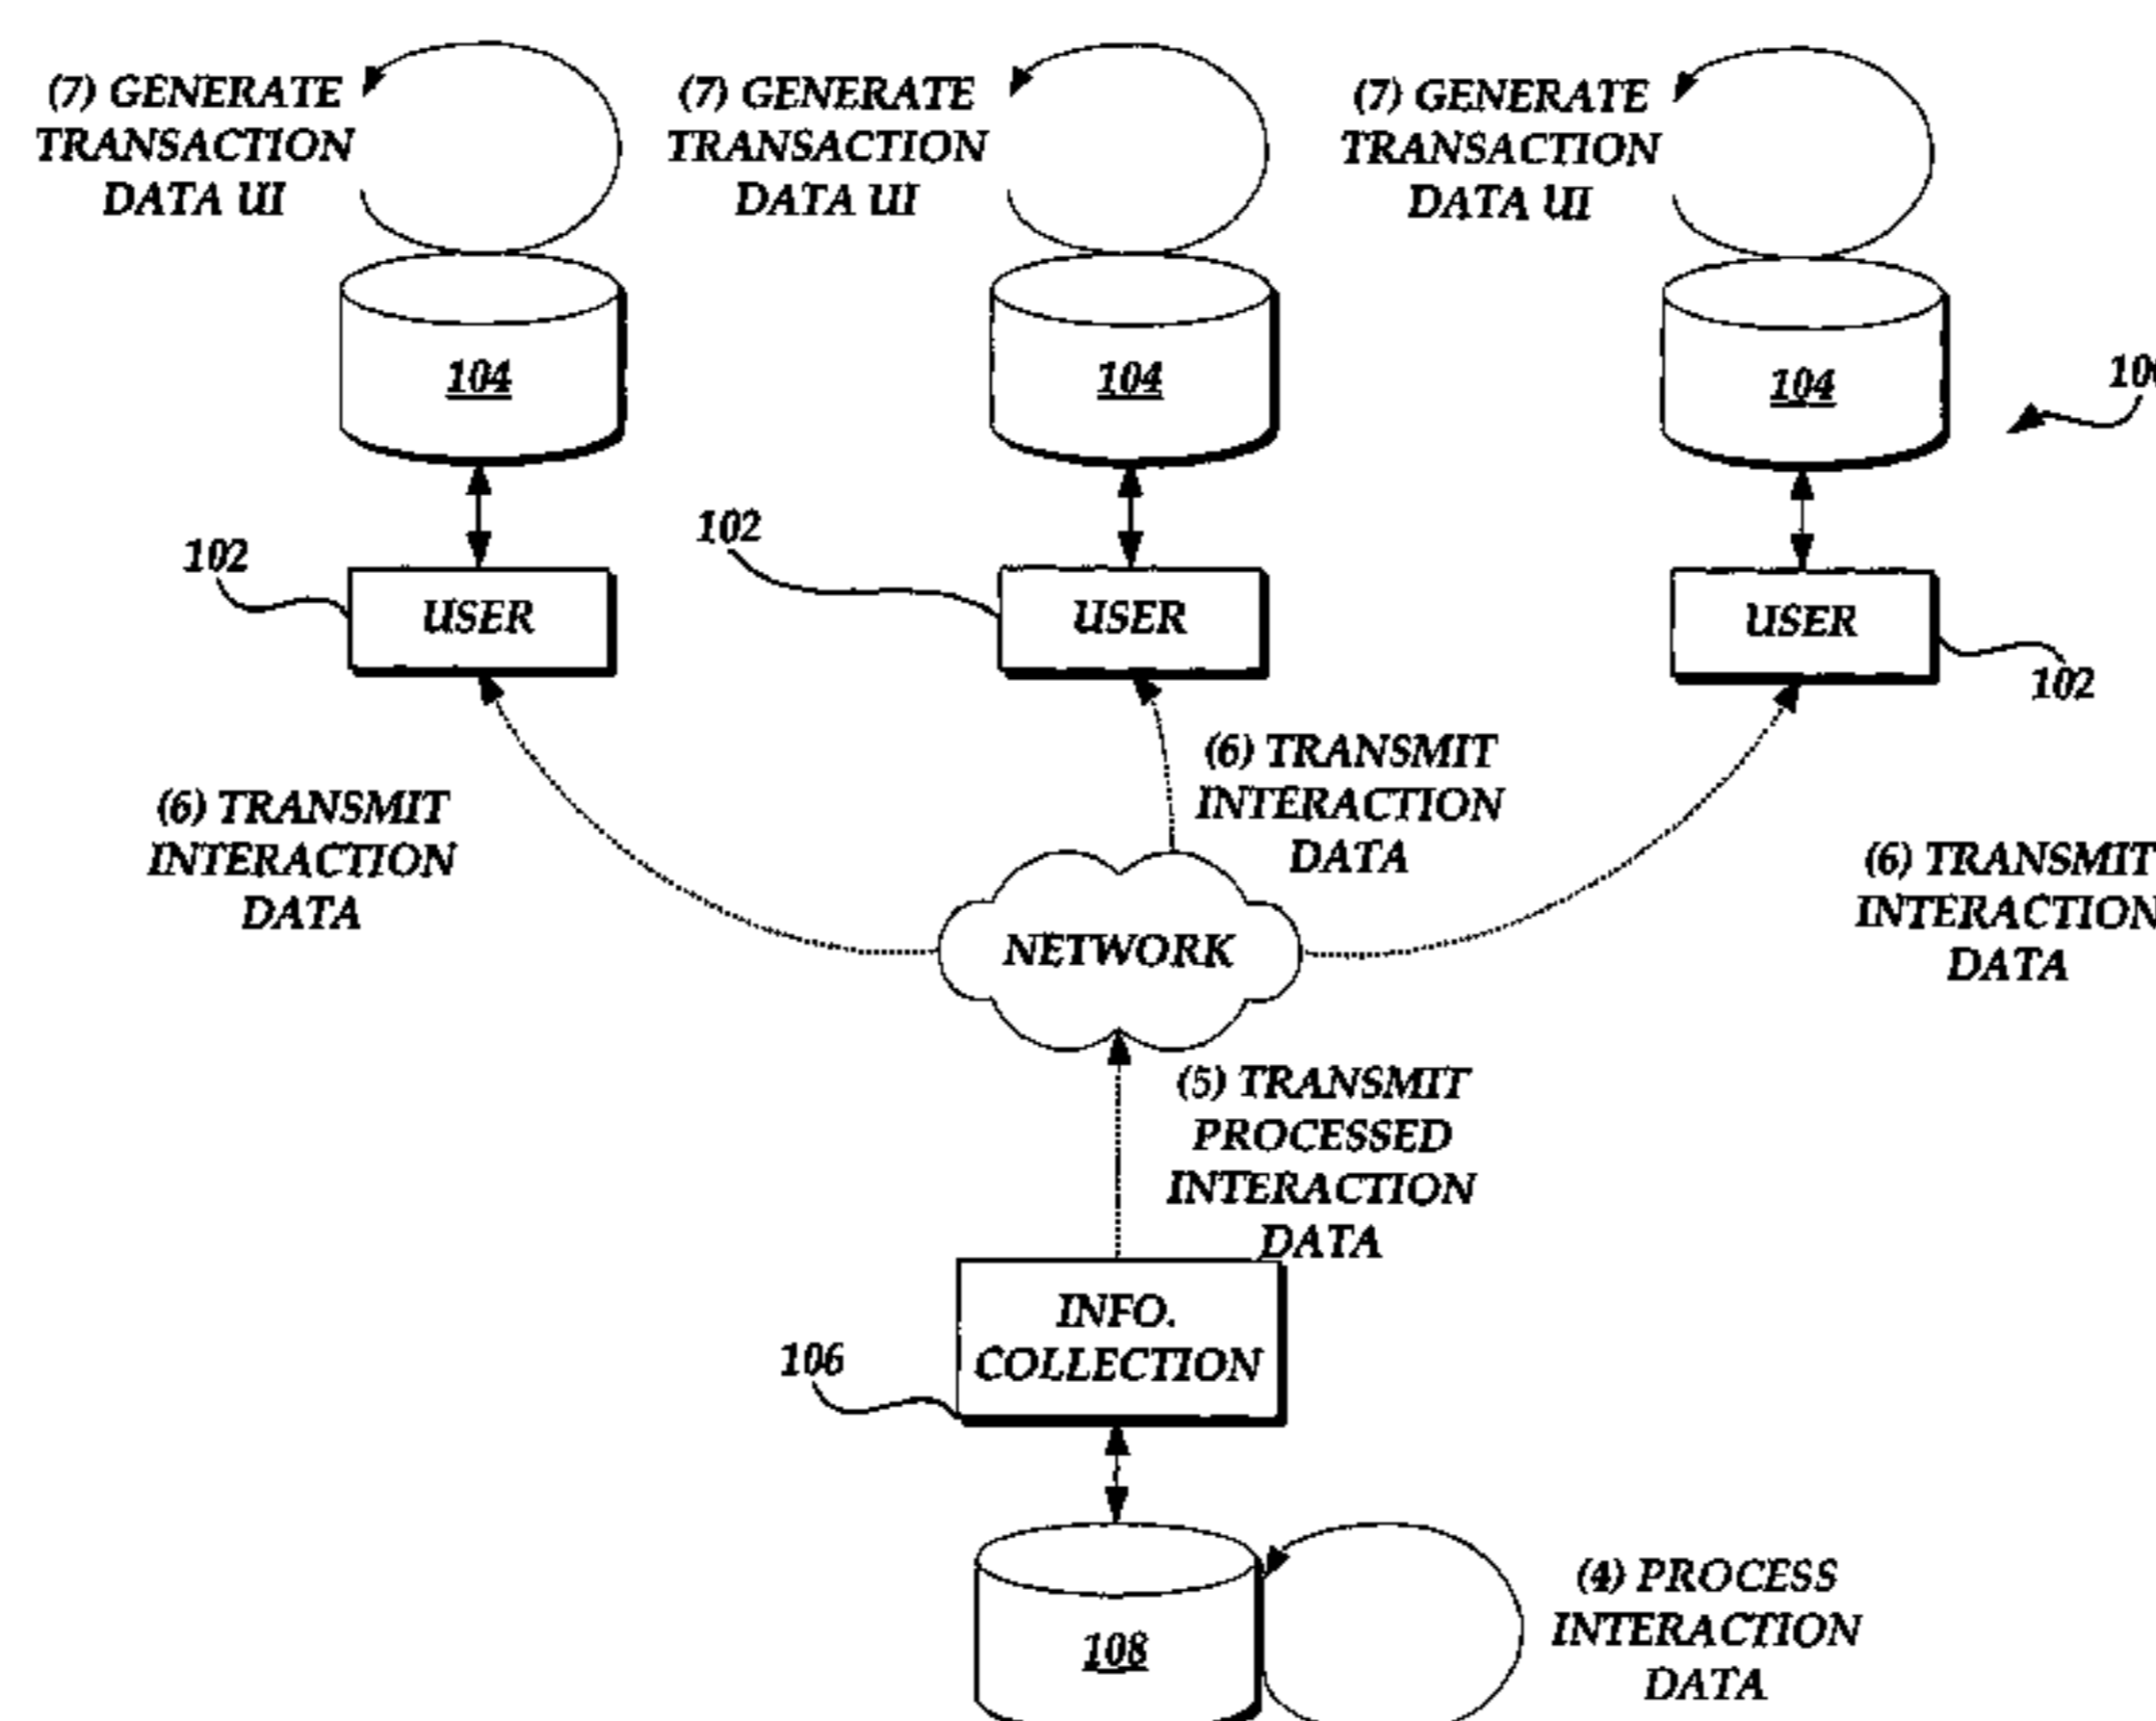 (7) GENERATE
TRANSACTION
DATA UI
(7) GENERATE
TRANSACTION
DATA UI
(7) GENERATE
TRANSACTION
DATA UI
104
104
104
102
102
USER
USER
USER
102
(6) TRANSMIT
INTERACTION
DATA
(6) TRANSMIT
INTERACTION
DATA
(6) TRANSMIT
INTERACTION
DATA
NETWORK
(5) TRANSMIT
PROCESSED
INTERACTION
DATA
INFO.
COLLECTION
106
108
(4) PROCESS
INTERACTION
DATA